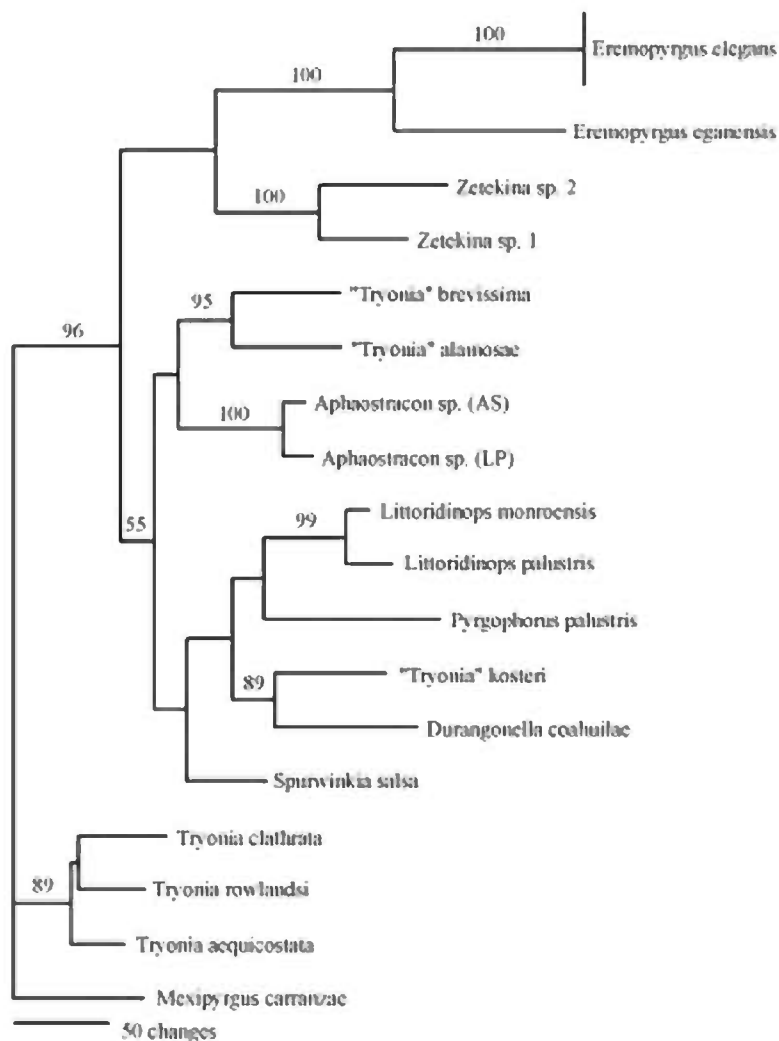 100
Eremopyrgus elegans
100
Eremopyrgus eganensis
Zetekina sp. 2
100
Zetekina sp. 1
"Tryonia" brevissima
95
"Tryonia" alamosae
96
Aphaostracon sp. (AS)
100
Aphaostracon sp. (LP)
Littoridinops monroensis
99
55
Littoridinops palustris
Pyrgophorus palustris
"Tryonia" kosteri
89
Durangonella coahuilae
Spurwinkia salsa
Tryonia clathrata
89
Tryonia rowlandsi
Tryonia aequicostata
Mexipyrgus carranzae
50 changes